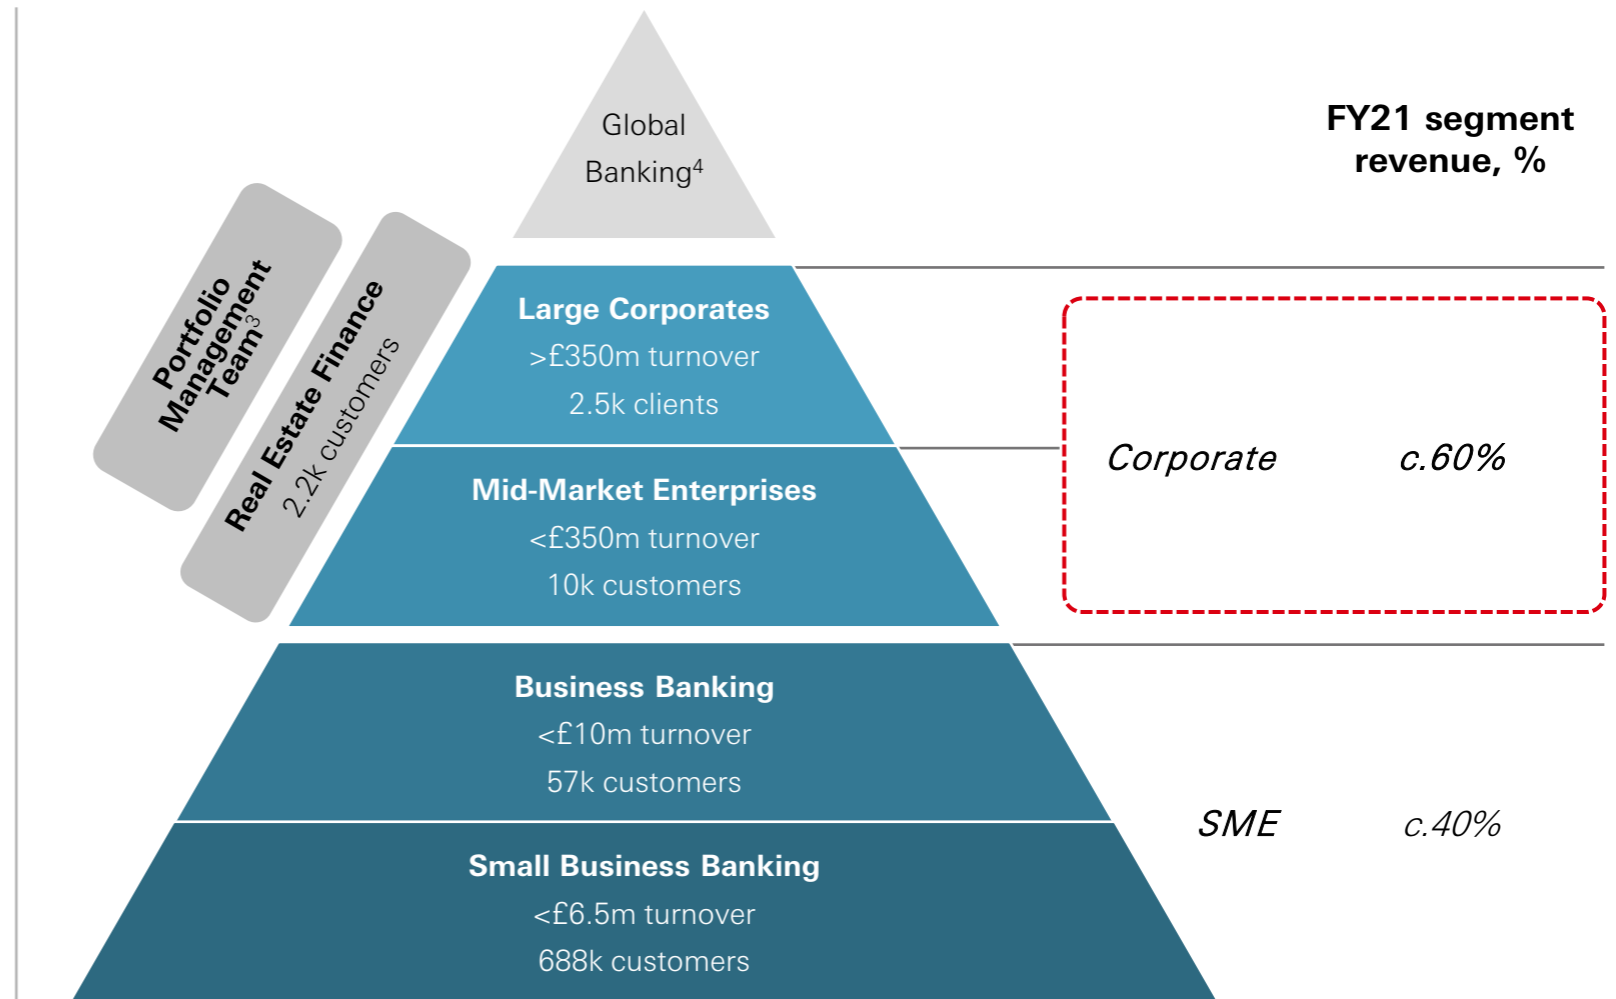 Global
Banking⁴
FY21 segment
revenue, %
Portfolio
Management
Team³
Real Estate Finance
2.2k customers
Large Corporates
>£350m turnover
2.5k clients
Mid-Market Enterprises
<£350m turnover
10k customers
Corporate c.60%
Business Banking
<£10m turnover
57k customers
Small Business Banking
<£6.5m turnover
688k customers
SME c.40%